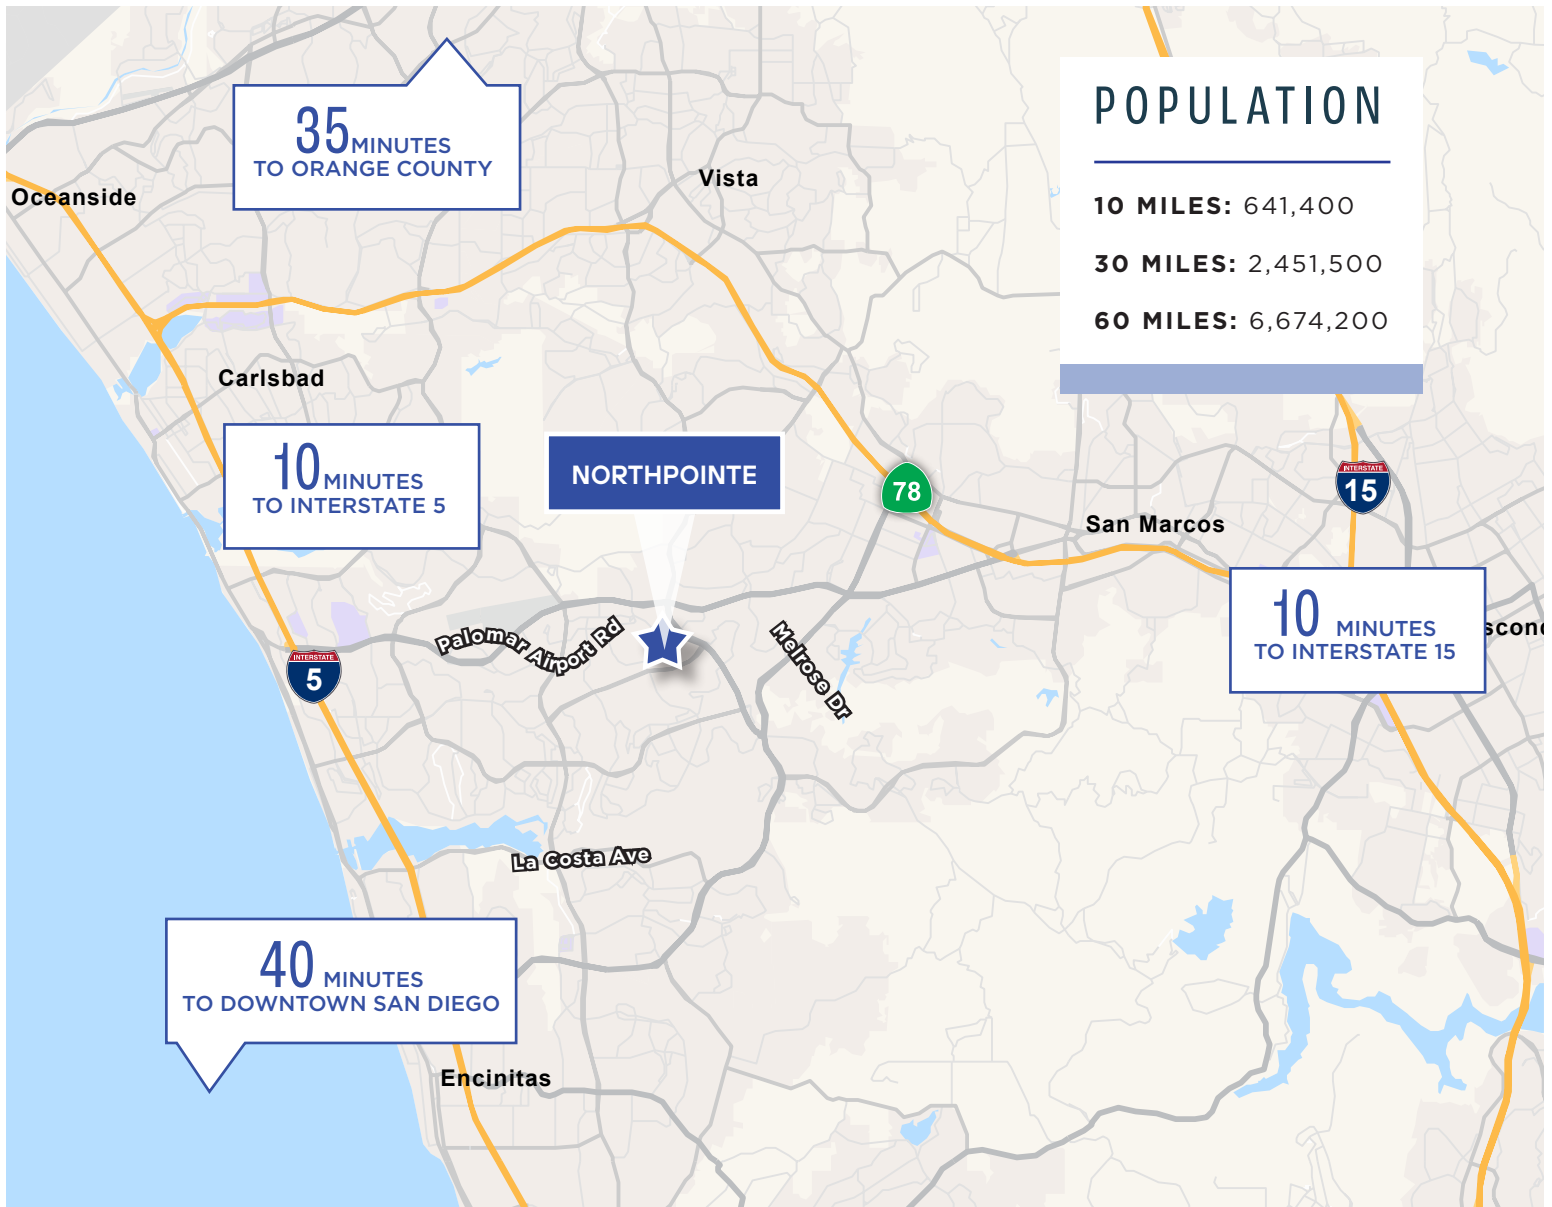 35 MINUTES
TO ORANGE COUNTY
POPULATION
10 MILES: 641,400
30 MILES: 2,451,500
60 MILES: 6,674,200
Oceanside
Vista
Carlsbad
10 MINUTES
TO INTERSTATE 5
NORTHPOINTE
78
INTERSTATE
15
San Marcos
10 MINUTES
TO INTERSTATE 15
scond
Palomar Airport Rd
Melrose Dr
INTERSTATE
5
La Costa Ave
40 MINUTES
TO DOWNTOWN SAN DIEGO
Encinitas